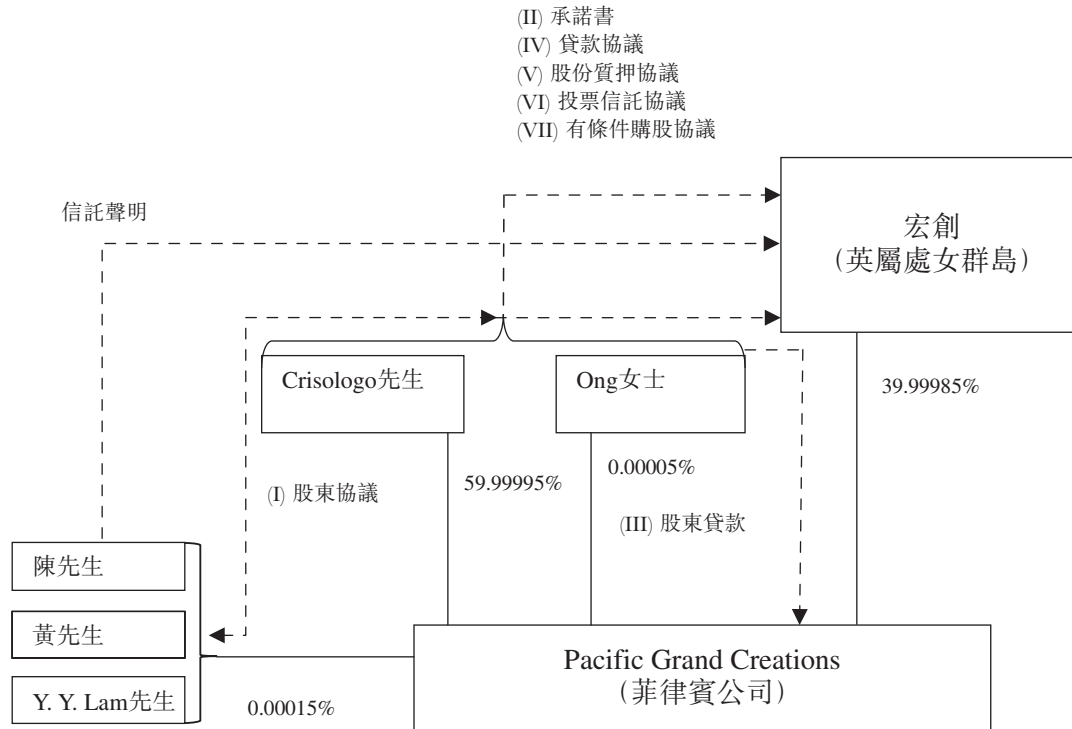 (II) 承諾書
(IV) 貸款協議
(V) 股份質押協議
(VI) 投票信託協議
(VII) 有條件購股協議
信託聲明
宏創
（英屬處女群島）
Crisologo先生
Ong女士
39.99985%
(I) 股東協議
59.99995%
0.00005%
(III) 股東貸款
陳先生
黃先生
Y. Y. Lam先生
0.00015%
Pacific Grand Creations
（菲律賓公司）